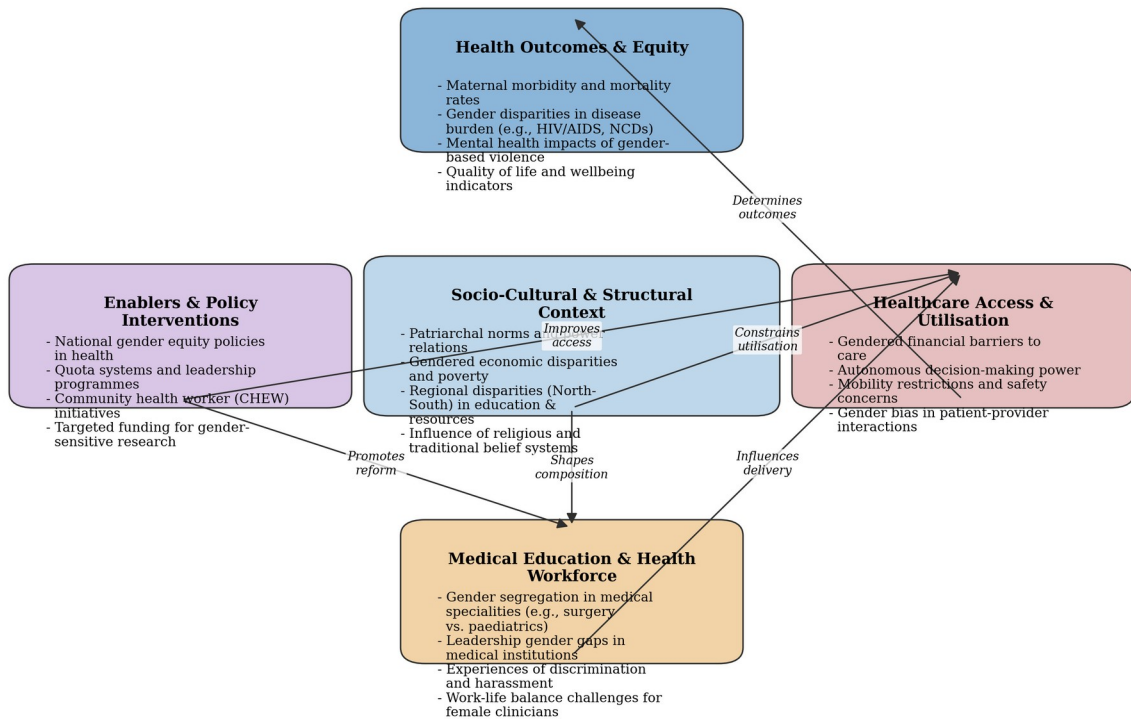 Health Outcomes & Equity
- Maternal morbidity and mortality
rates
- Gender disparities in disease
burden (e.g., HIV/AIDS, NCDs)
- Mental health impacts of gender-
based violence
- Quality of life and wellbeing
indicators
Determines
outcomes
Enablers & Policy
Interventions
- National gender equity policies
in health
- Quota systems and leadership
programmes
- Community health worker (CHEW)
initiatives
- Targeted funding for gender-
sensitive research
Socio-Cultural & Structural
Context
- Patriarchal norms and power
relations
- Gendered economic disparities
and poverty
- Regional disparities (North-
South) in education &
resources
- Influence of religious and
traditional belief systems
Improves
access
Constrains
utilisation
Healthcare Access &
Utilisation
- Gendered financial barriers to
care
- Autonomous decision-making power
- Mobility restrictions and safety
concerns
- Gender bias in patient-provider
interactions
Promotes
reform
Shapes
composition
Influences
delivery
Medical Education & Health
Workforce
- Gender segregation in medical
specialities (e.g., surgery
vs. paediatrics)
- Leadership gender gaps in
medical institutions
- Experiences of discrimination
and harassment
- Work-life balance challenges for
female clinicians